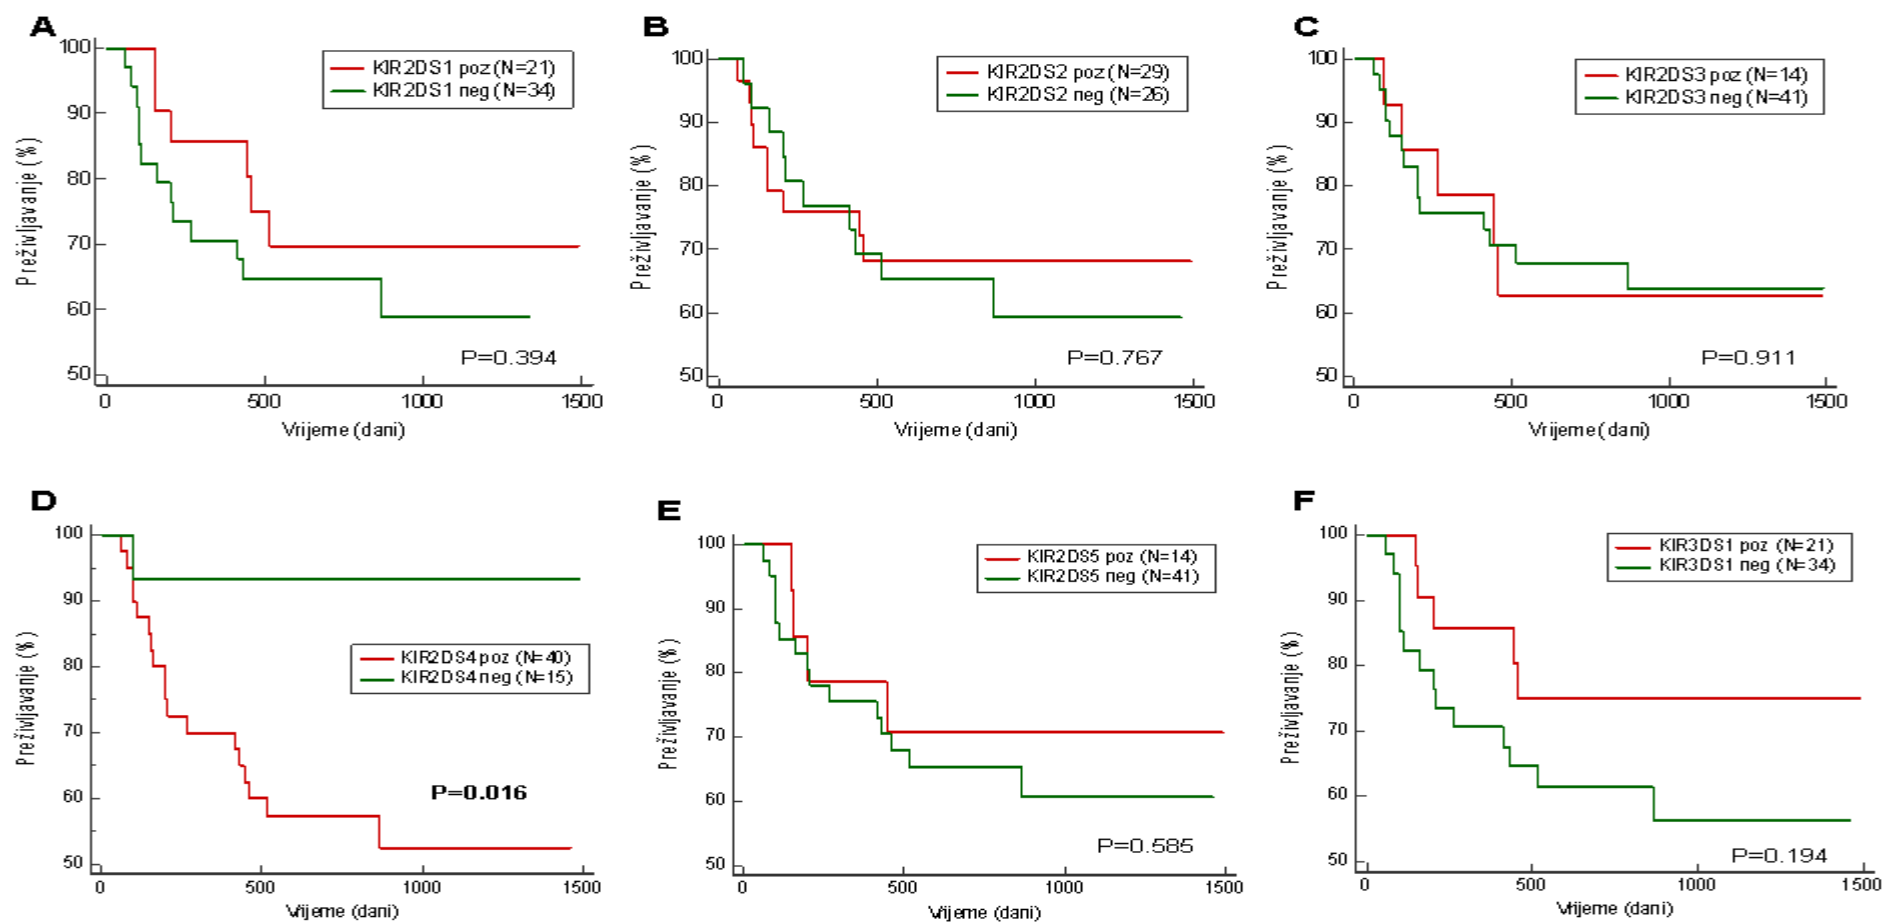 A
Preživljavanje (%)
100
90
80
70
60
50
KIR2DS1 poz (N=21)
KIR2DS1 neg (N=34)
P=0.394
0 500 1000 1500
Vrijeme (dani)
B
Preživljavanje (%)
100
90
80
70
60
50
KIR2DS2 poz (N=29)
KIR2DS2 neg (N=26)
P=0.767
0 500 1000 1500
Vrijeme (dani)
C
Preživljavanje (%)
100
90
80
70
60
50
KIR2DS3 poz (N=14)
KIR2DS3 neg (N=41)
P=0.911
0 500 1000 1500
Vrijeme (dani)
D
Preživljavanje (%)
100
90
80
70
60
50
KIR2DS4 poz (N=40)
KIR2DS4 neg (N=15)
P=0.016
0 500 1000 1500
Vrijeme (dani)
E
Preživljavanje (%)
100
90
80
70
60
50
KIR2DS5 poz (N=14)
KIR2DS5 neg (N=41)
P=0.585
0 500 1000 1500
Vrijeme (dani)
F
Preživljavanje (%)
100
90
80
70
60
50
KIR3DS1 poz (N=21)
KIR3DS1 neg (N=34)
P=0.194
0 500 1000 1500
Vrijeme (dani)